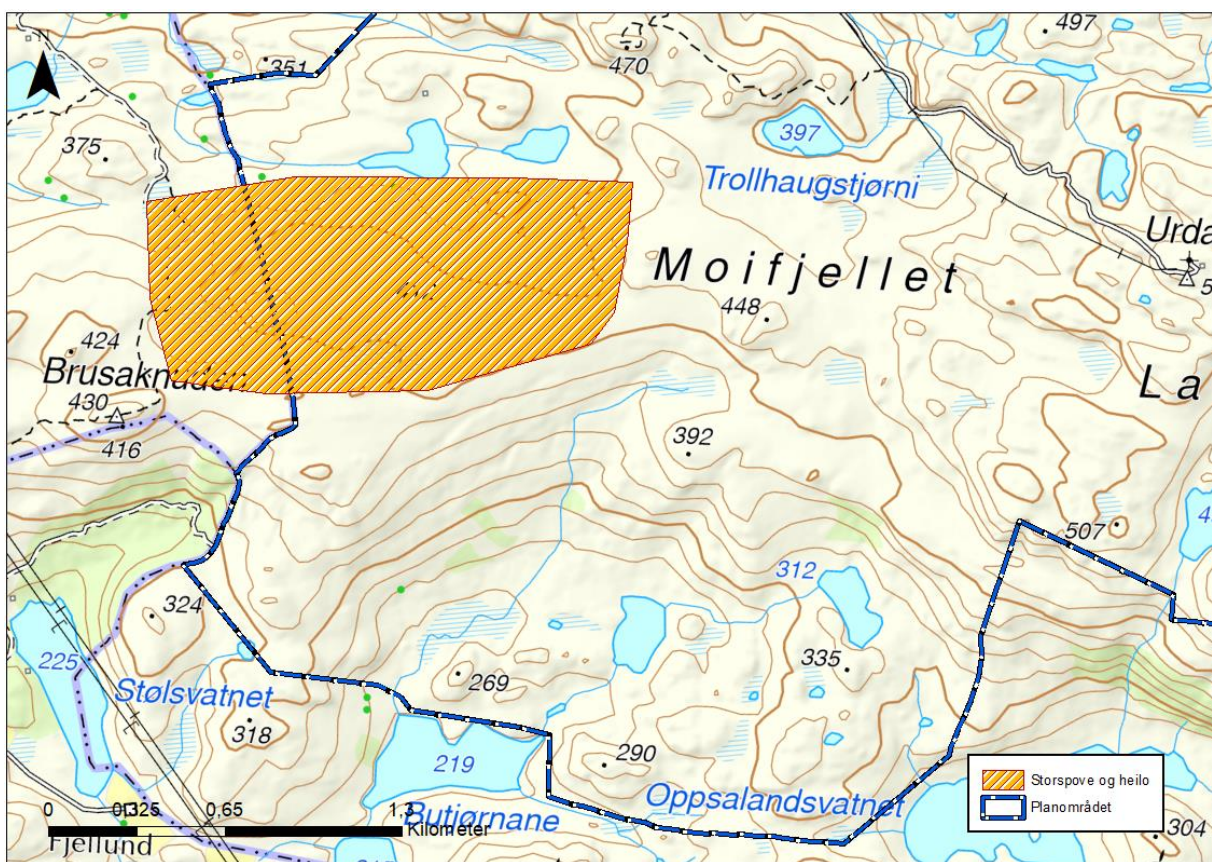 497
351
470
375
397
Trollhaugstjørni
Urda
Moifjellet
448
424
Brusaknuden
La
430
416
392
507
312
324
225
335
269
Stølsvatnet
318
219
290
Storspove og heilo
Oppsalandsvatnet
Planområdet
0 0,325 0,65 1,3
Butjørnane
Kilometer
304
Fjellund